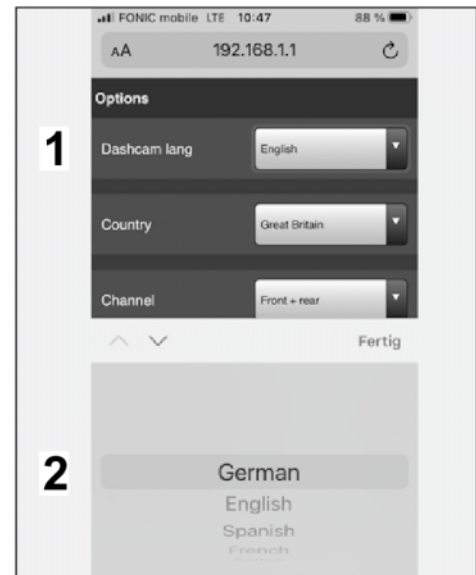 FONIC mobile LTE 10:47 88 %
AA 192.168.1.1
Options
1
Dashcam lang English
Country Great Britain
Channel Front + rear
Fertig
2
German
English
Spanish
French